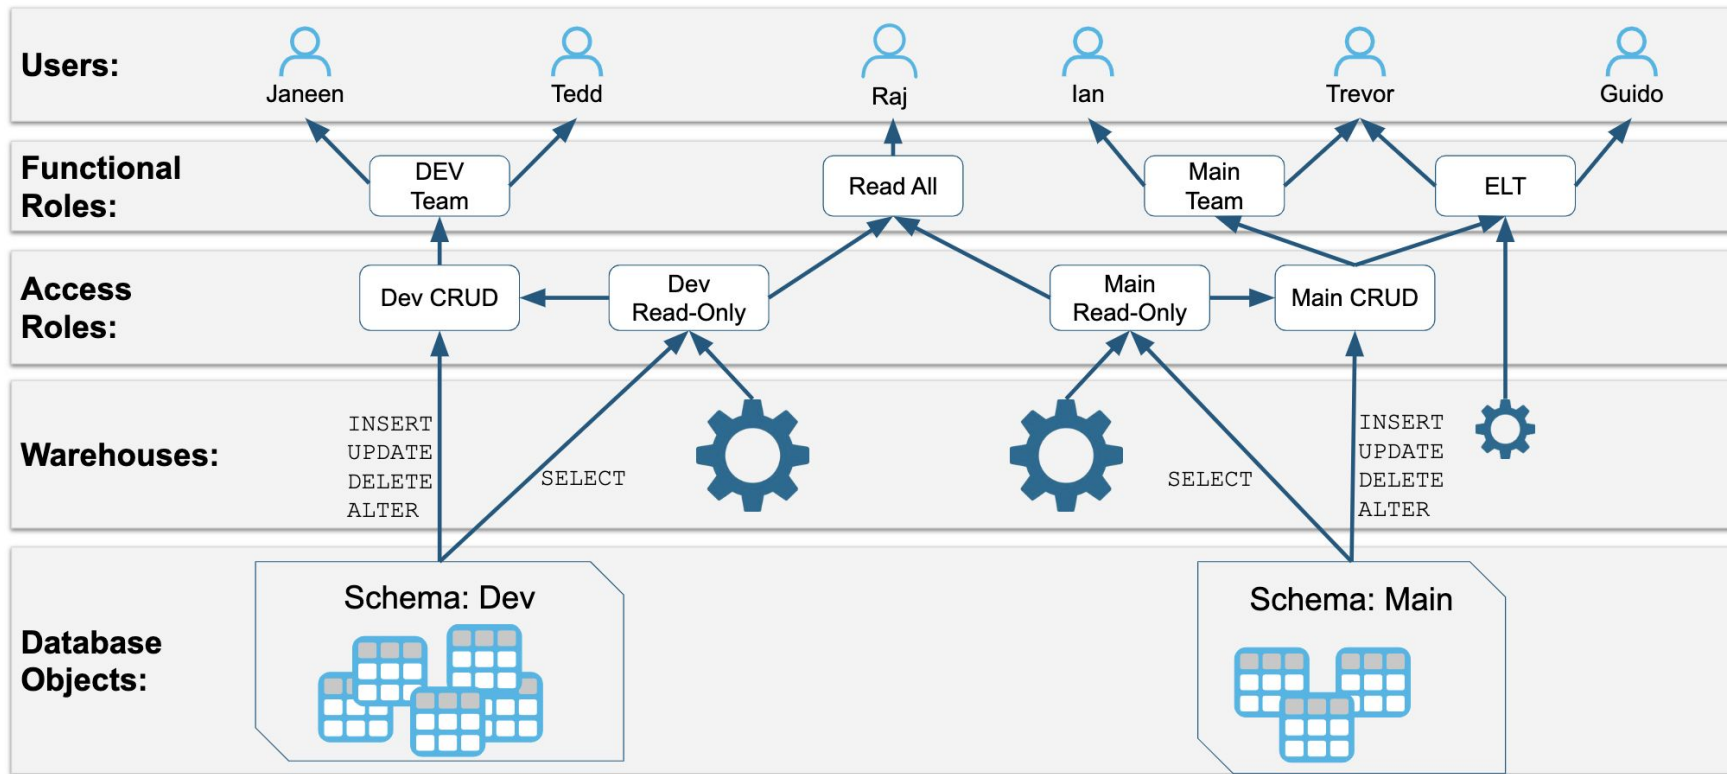 Users:
Janeen
Tedd
Raj
Ian
Trevor
Guido
Functional
Roles:
DEV
Team
Read All
Main
Team
ELT
Access
Roles:
Dev CRUD
Dev
Read-Only
Main
Read-Only
Main CRUD
Warehouses:
INSERT
UPDATE
DELETE
ALTER
SELECT
SELECT
INSERT
UPDATE
DELETE
ALTER
Database
Objects:
Schema: Dev
Schema: Main